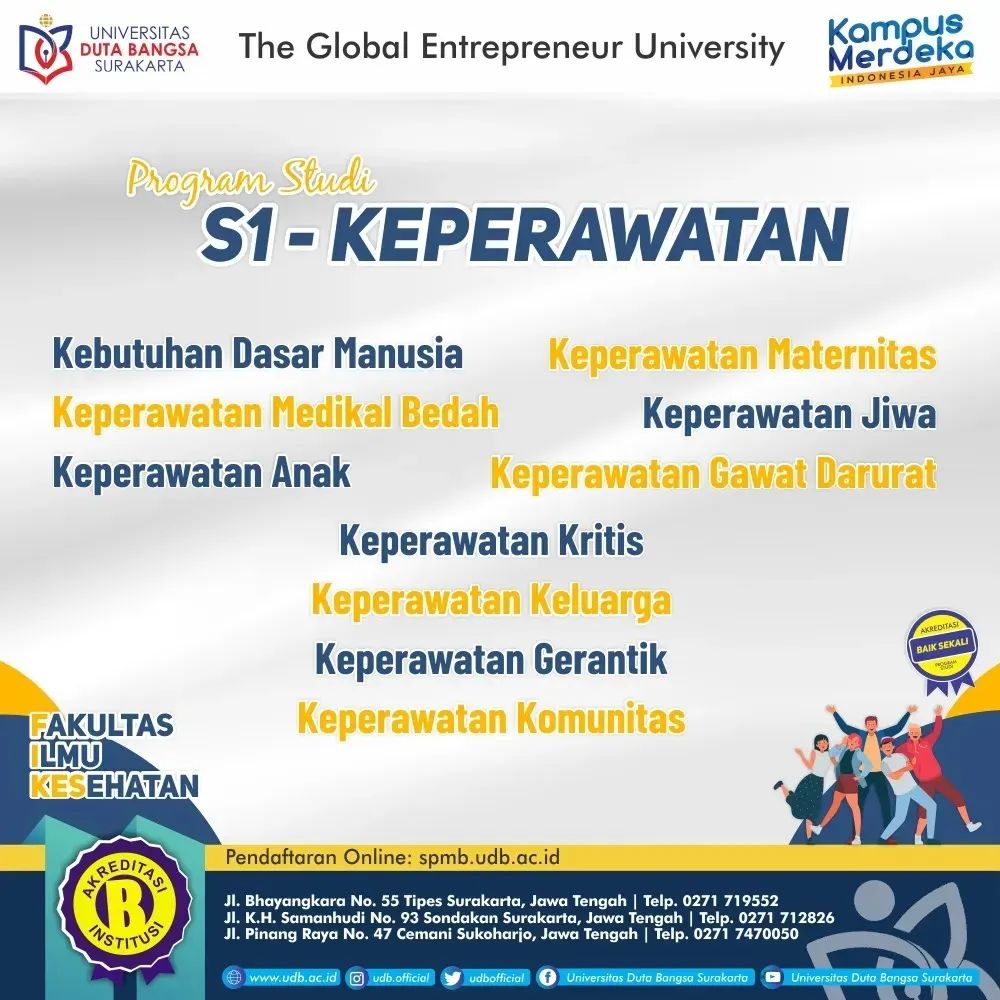 UNIVERSITAS
DUTA BANGSA
SURAKARTA
The Global Entrepreneur University
Kampus
Merdeka
INDONESIA JAYA
Program Studi
S1 - KEPERAWATAN
Kebutuhan Dasar Manusia
Keperawatan Maternitas
Keperawatan Medikal Bedah
Keperawatan Jiwa
Keperawatan Anak
Keperawatan Gawat Darurat
Keperawatan Kritis
Keperawatan Keluarga
Keperawatan Gerantik
Keperawatan Komunitas
AKREDITASI
BAIK SEKALI
PROGRAM
STUDI
FAKULTAS
ILMU
KESEHATAN
AKREDITASI
B
INSTITUSI
Pendaftaran Online: spmb.udb.ac.id
Jl. Bhayangkara No. 55 Tipes Surakarta, Jawa Tengah | Telp. 0271 719552
Jl. K.H. Samanhudi No. 93 Sondakan Surakarta, Jawa Tengah | Telp. 0271 712826
Jl. Pinang Raya No. 47 Cemani Sukoharjo, Jawa Tengah | Telp. 0271 7470050
www.udb.ac.id udb.official udbofficial Universitas Duta Bangsa Surakarta Universitas Duta Bangsa Surakarta